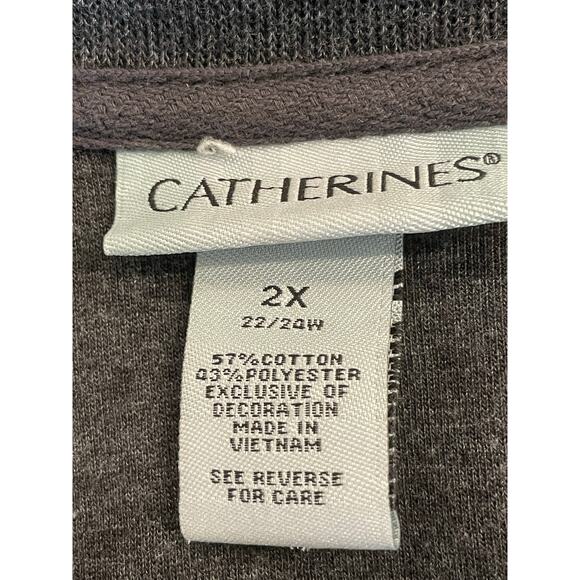 CATHERINES®
2X
22/24W
57%COTTON
43%POLYESTER
EXCLUSIVE OF
DECORATION
MADE IN
VIETNAM
SEE REVERSE
FOR CARE